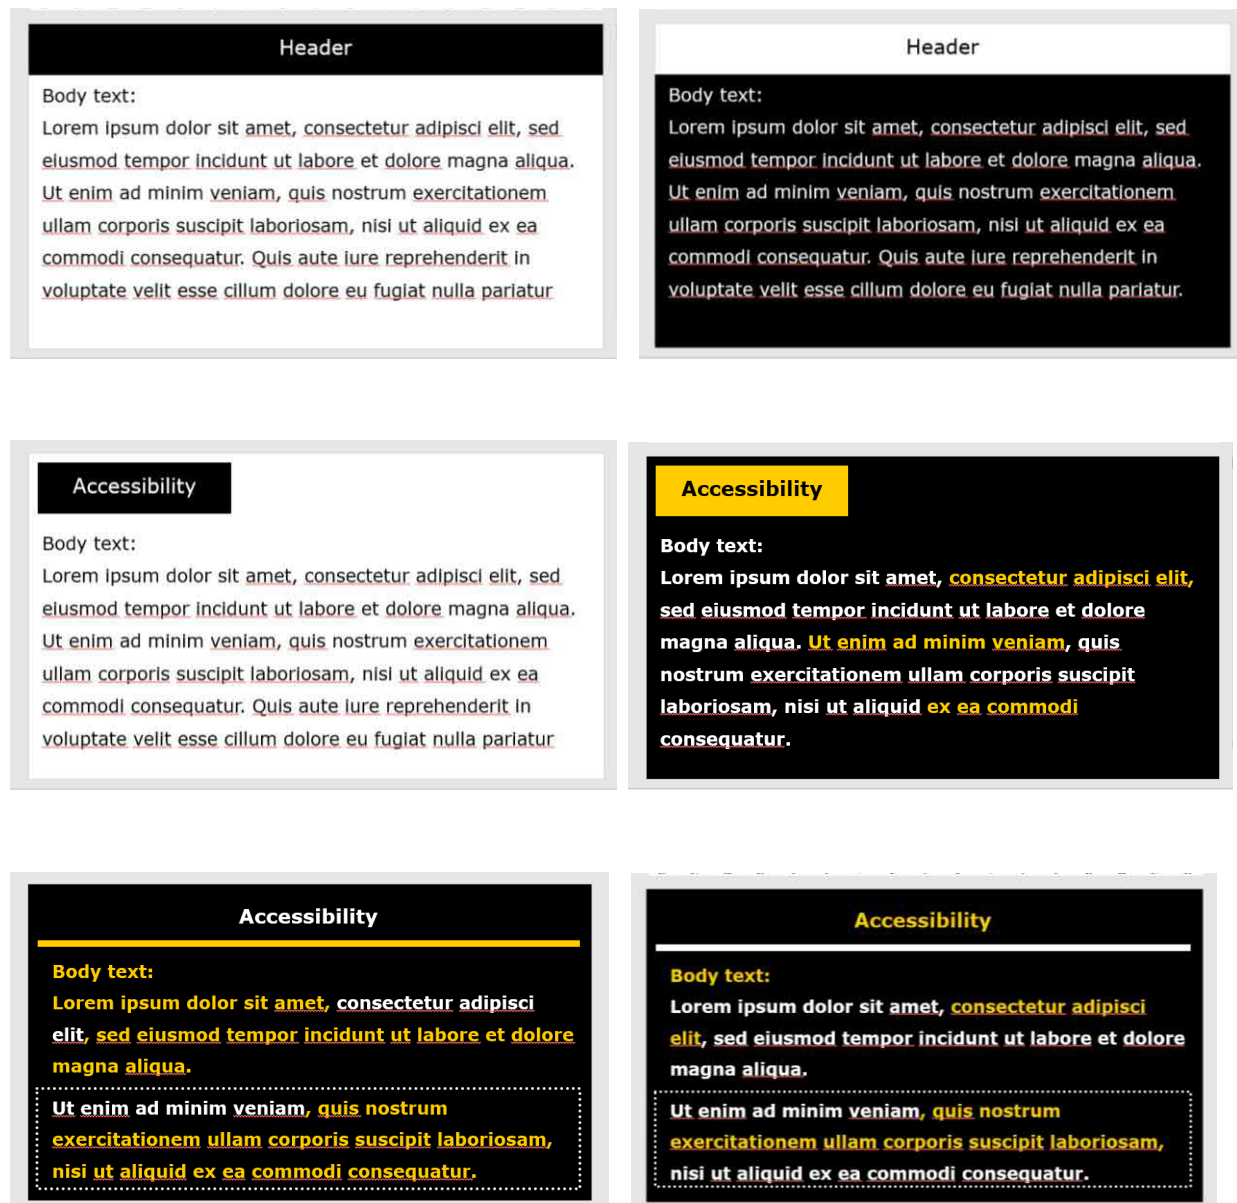 Header
Body text:
Lorem ipsum dolor sit amet, consectetur adipisci elit, sed
eiusmod tempor incidunt ut labore et dolore magna aliqua.
Ut enim ad minim veniam, quis nostrum exercitationem
ullam corporis suscipit laboriosam, nisi ut aliquid ex ea
commodi consequatur. Quis aute iure reprehenderit in
voluptate velit esse cillum dolore eu fugiat nulla pariatur
Header
Body text:
Lorem ipsum dolor sit amet, consectetur adipisci elit, sed
eiusmod tempor incidunt ut labore et dolore magna aliqua.
Ut enim ad minim veniam, quis nostrum exercitationem
ullam corporis suscipit laboriosam, nisi ut aliquid ex ea
commodi consequatur. Quis aute iure reprehenderit in
voluptate velit esse cillum dolore eu fugiat nulla pariatur.
Accessibility
Body text:
Lorem ipsum dolor sit amet, consectetur adipisci elit, sed
eiusmod tempor incidunt ut labore et dolore magna aliqua.
Ut enim ad minim veniam, quis nostrum exercitationem
ullam corporis suscipit laboriosam, nisi ut aliquid ex ea
commodi consequatur. Quis aute iure reprehenderit in
voluptate velit esse cillum dolore eu fugiat nulla pariatur
Accessibility
Body text:
Lorem ipsum dolor sit amet, consectetur adipisci elit,
sed eiusmod tempor incidunt ut labore et dolore
magna aliqua. Ut enim ad minim veniam, quis
nostrum exercitationem ullam corporis suscipit
laboriosam, nisi ut aliquid ex ea commodi
consequatur.
Accessibility
Body text:
Lorem ipsum dolor sit amet, consectetur adipisci
elit, sed eiusmod tempor incidunt ut labore et dolore
magna aliqua.
Ut enim ad minim veniam, quis nostrum
exercitationem ullam corporis suscipit laboriosam,
nisi ut aliquid ex ea commodi consequatur.
Accessibility
Body text:
Lorem ipsum dolor sit amet, consectetur adipisci
elit, sed eiusmod tempor incidunt ut labore et dolore
magna aliqua.
Ut enim ad minim veniam, quis nostrum
exercitationem ullam corporis suscipit laboriosam,
nisi ut aliquid ex ea commodi consequatur.